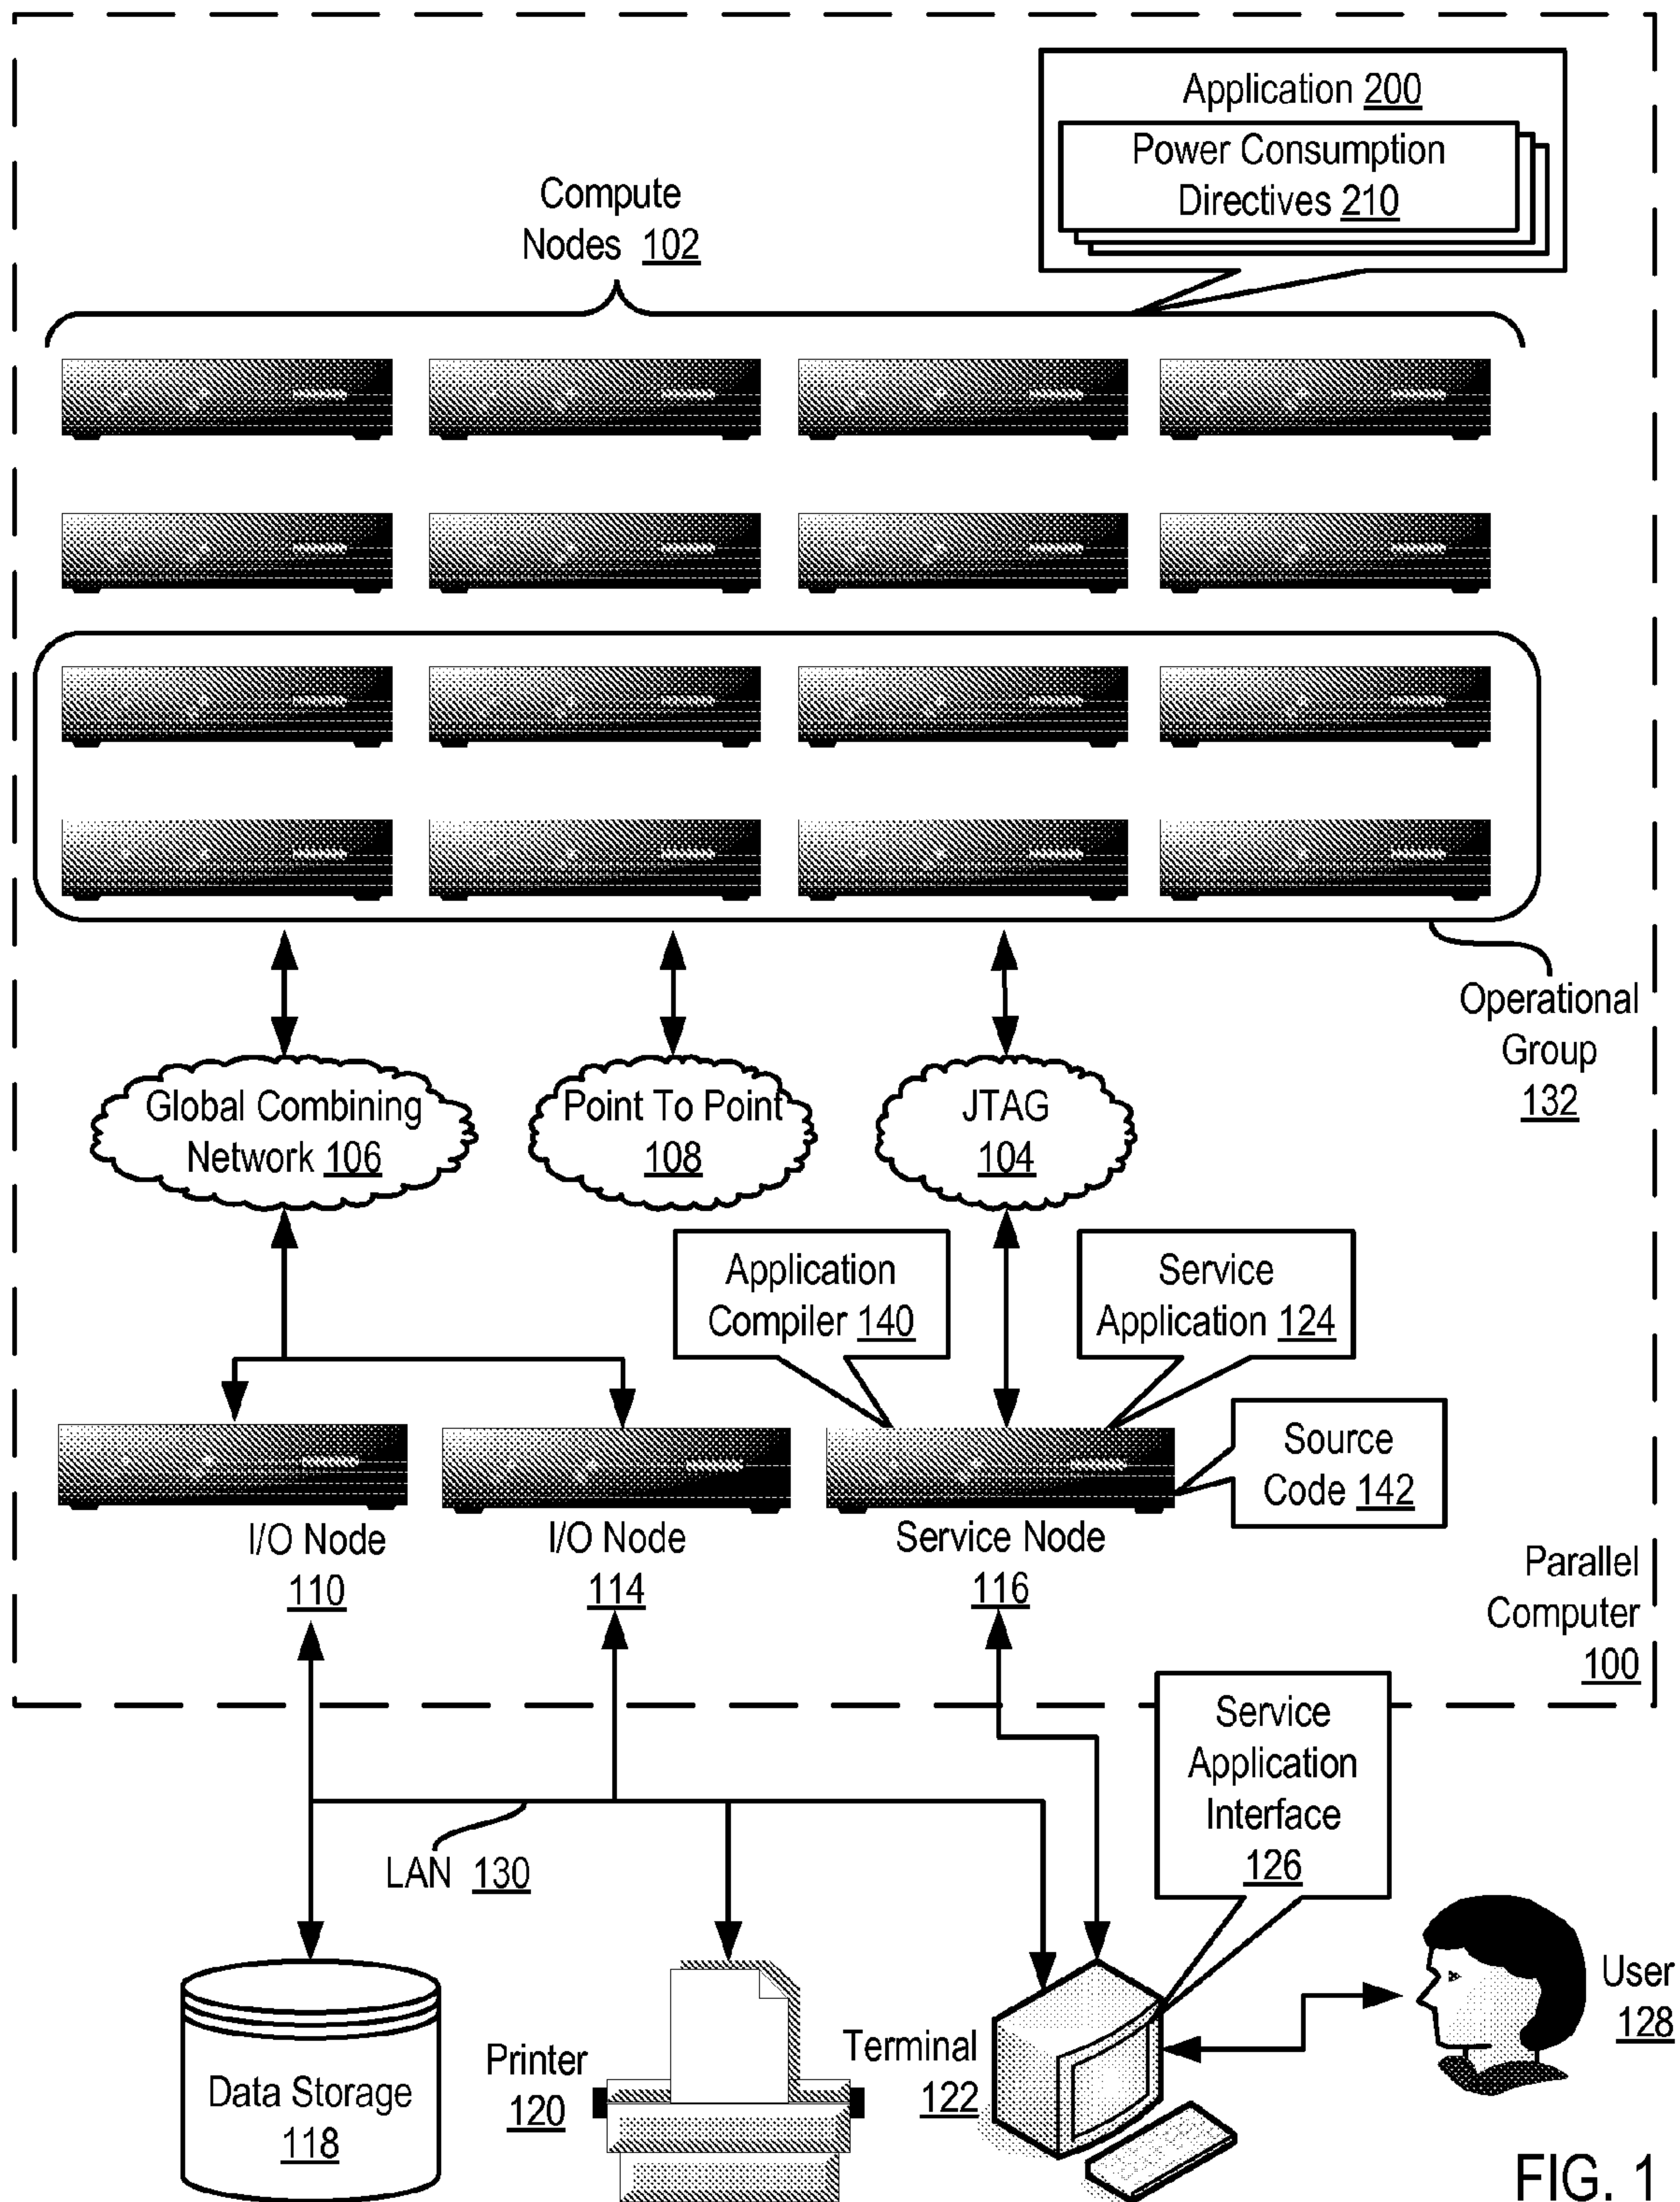 Application 200
Power Consumption
Directives 210
Compute
Nodes 102
Operational
Group
132
Global Combining
Network 106
Point To Point
108
JTAG
104
Application
Compiler 140
Service
Application 124
Source
Code 142
I/O Node
110
I/O Node
114
Service Node
116
Parallel
Computer
100
Service
Application
Interface
126
LAN 130
Data Storage
118
Printer
120
Terminal
122
User
128
FIG. 1